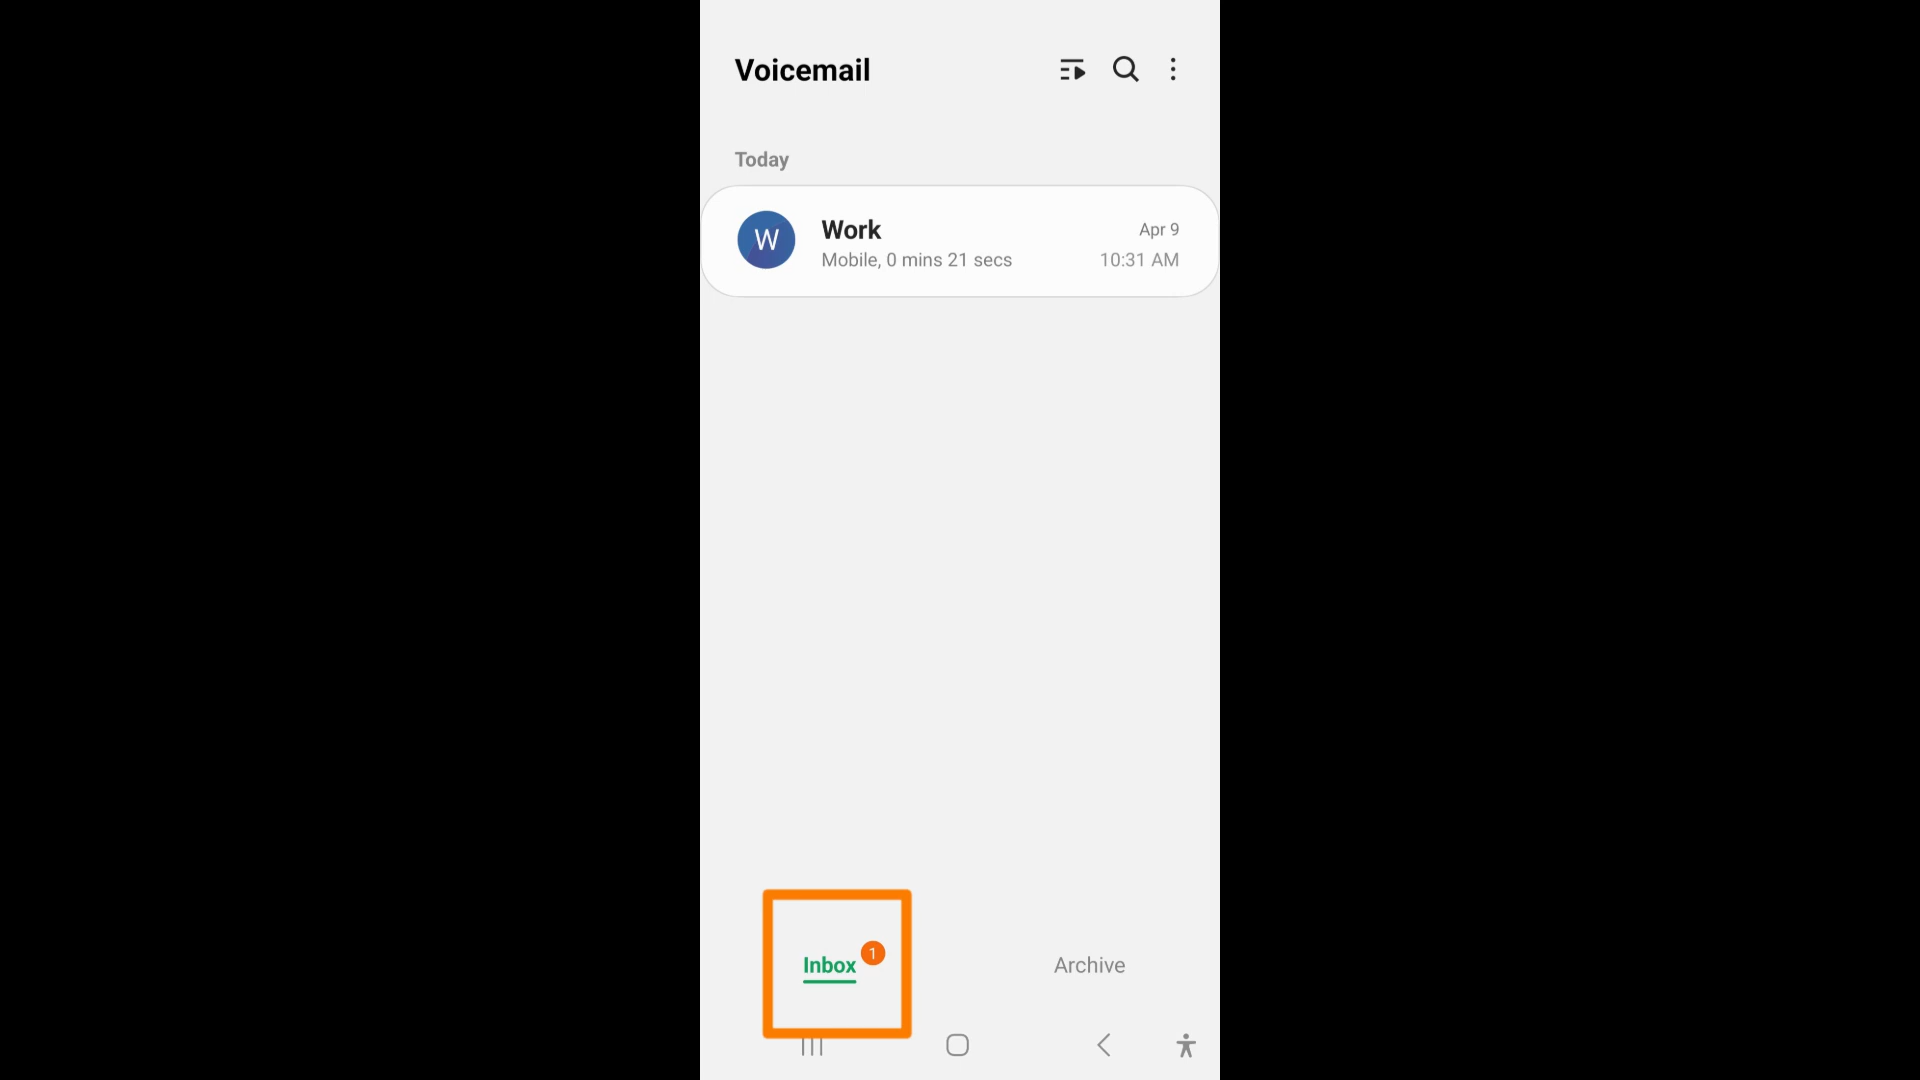 Voicemail
Today
W
Work
Apr 9
Mobile, 0 mins 21 secs
10:31 AM
Inbox
1
Archive